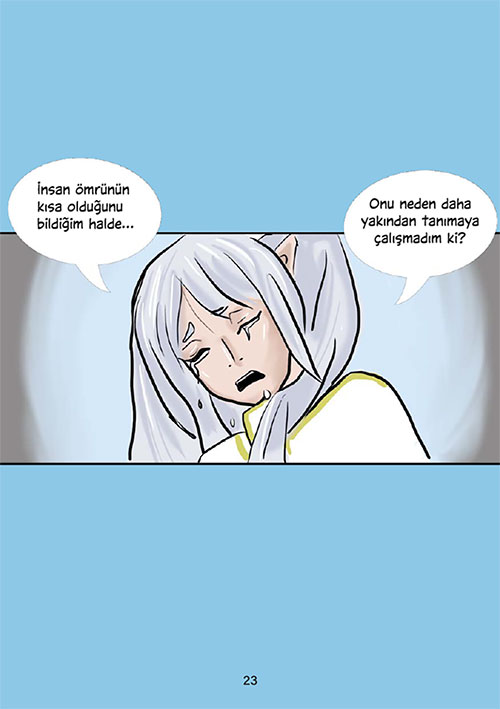 İnsan ömrünün
kısa olduğunu
bildiğim halde...
Onu neden daha
yakından tanımaya
çalışmadım ki?
23